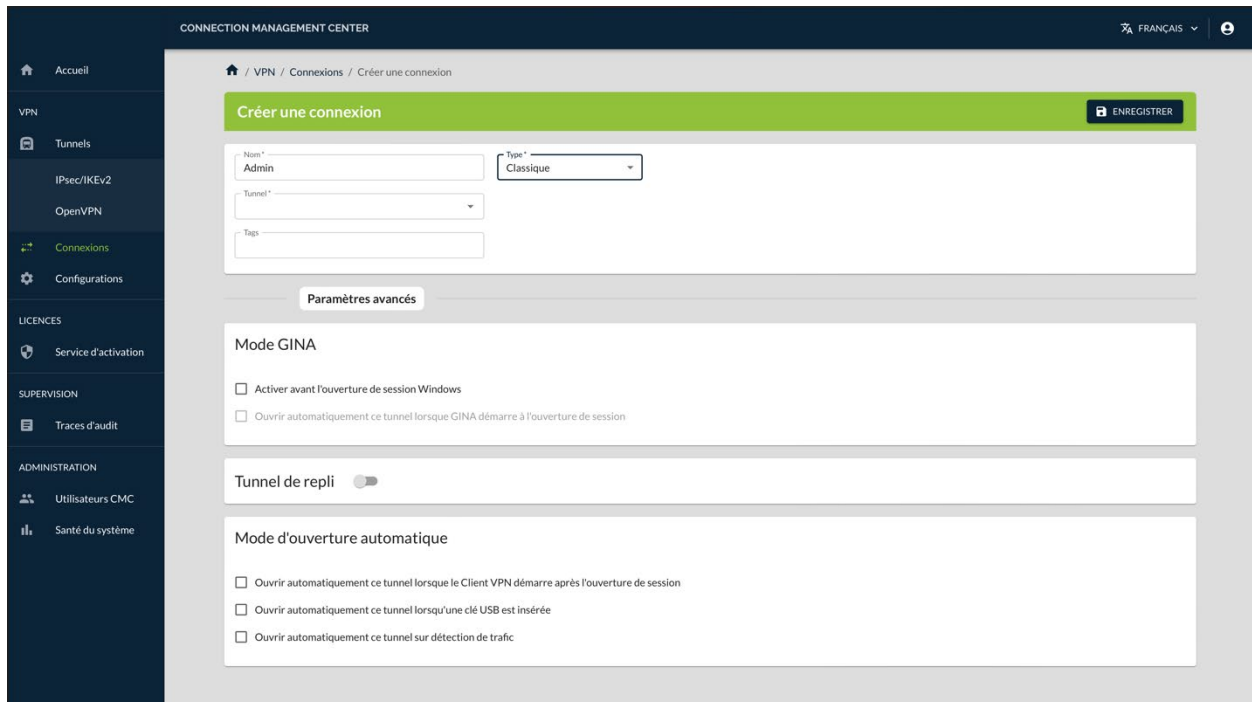 CONNECTION MANAGEMENT CENTER
FRANÇAIS
Accueil
VPN
Tunnels
IPsec/IKEv2
OpenVPN
Connexions
Configurations
LICENCES
Service d'activation
SUPERVISION
Traces d'audit
ADMINISTRATION
Utilisateurs CMC
Santé du système
/ VPN / Connexions / Créer une connexion
Créer une connexion
ENREGISTRER
Nom*
Admin
Type*
Classique
Tunnel*
Tags
Paramètres avancés
Mode GINA
Activer avant l'ouverture de session Windows
Ouvrir automatiquement ce tunnel lorsque GINA démarre à l'ouverture de session
Tunnel de repli
Mode d'ouverture automatique
Ouvrir automatiquement ce tunnel lorsque le Client VPN démarre après l'ouverture de session
Ouvrir automatiquement ce tunnel lorsqu'une clé USB est insérée
Ouvrir automatiquement ce tunnel sur détection de trafic